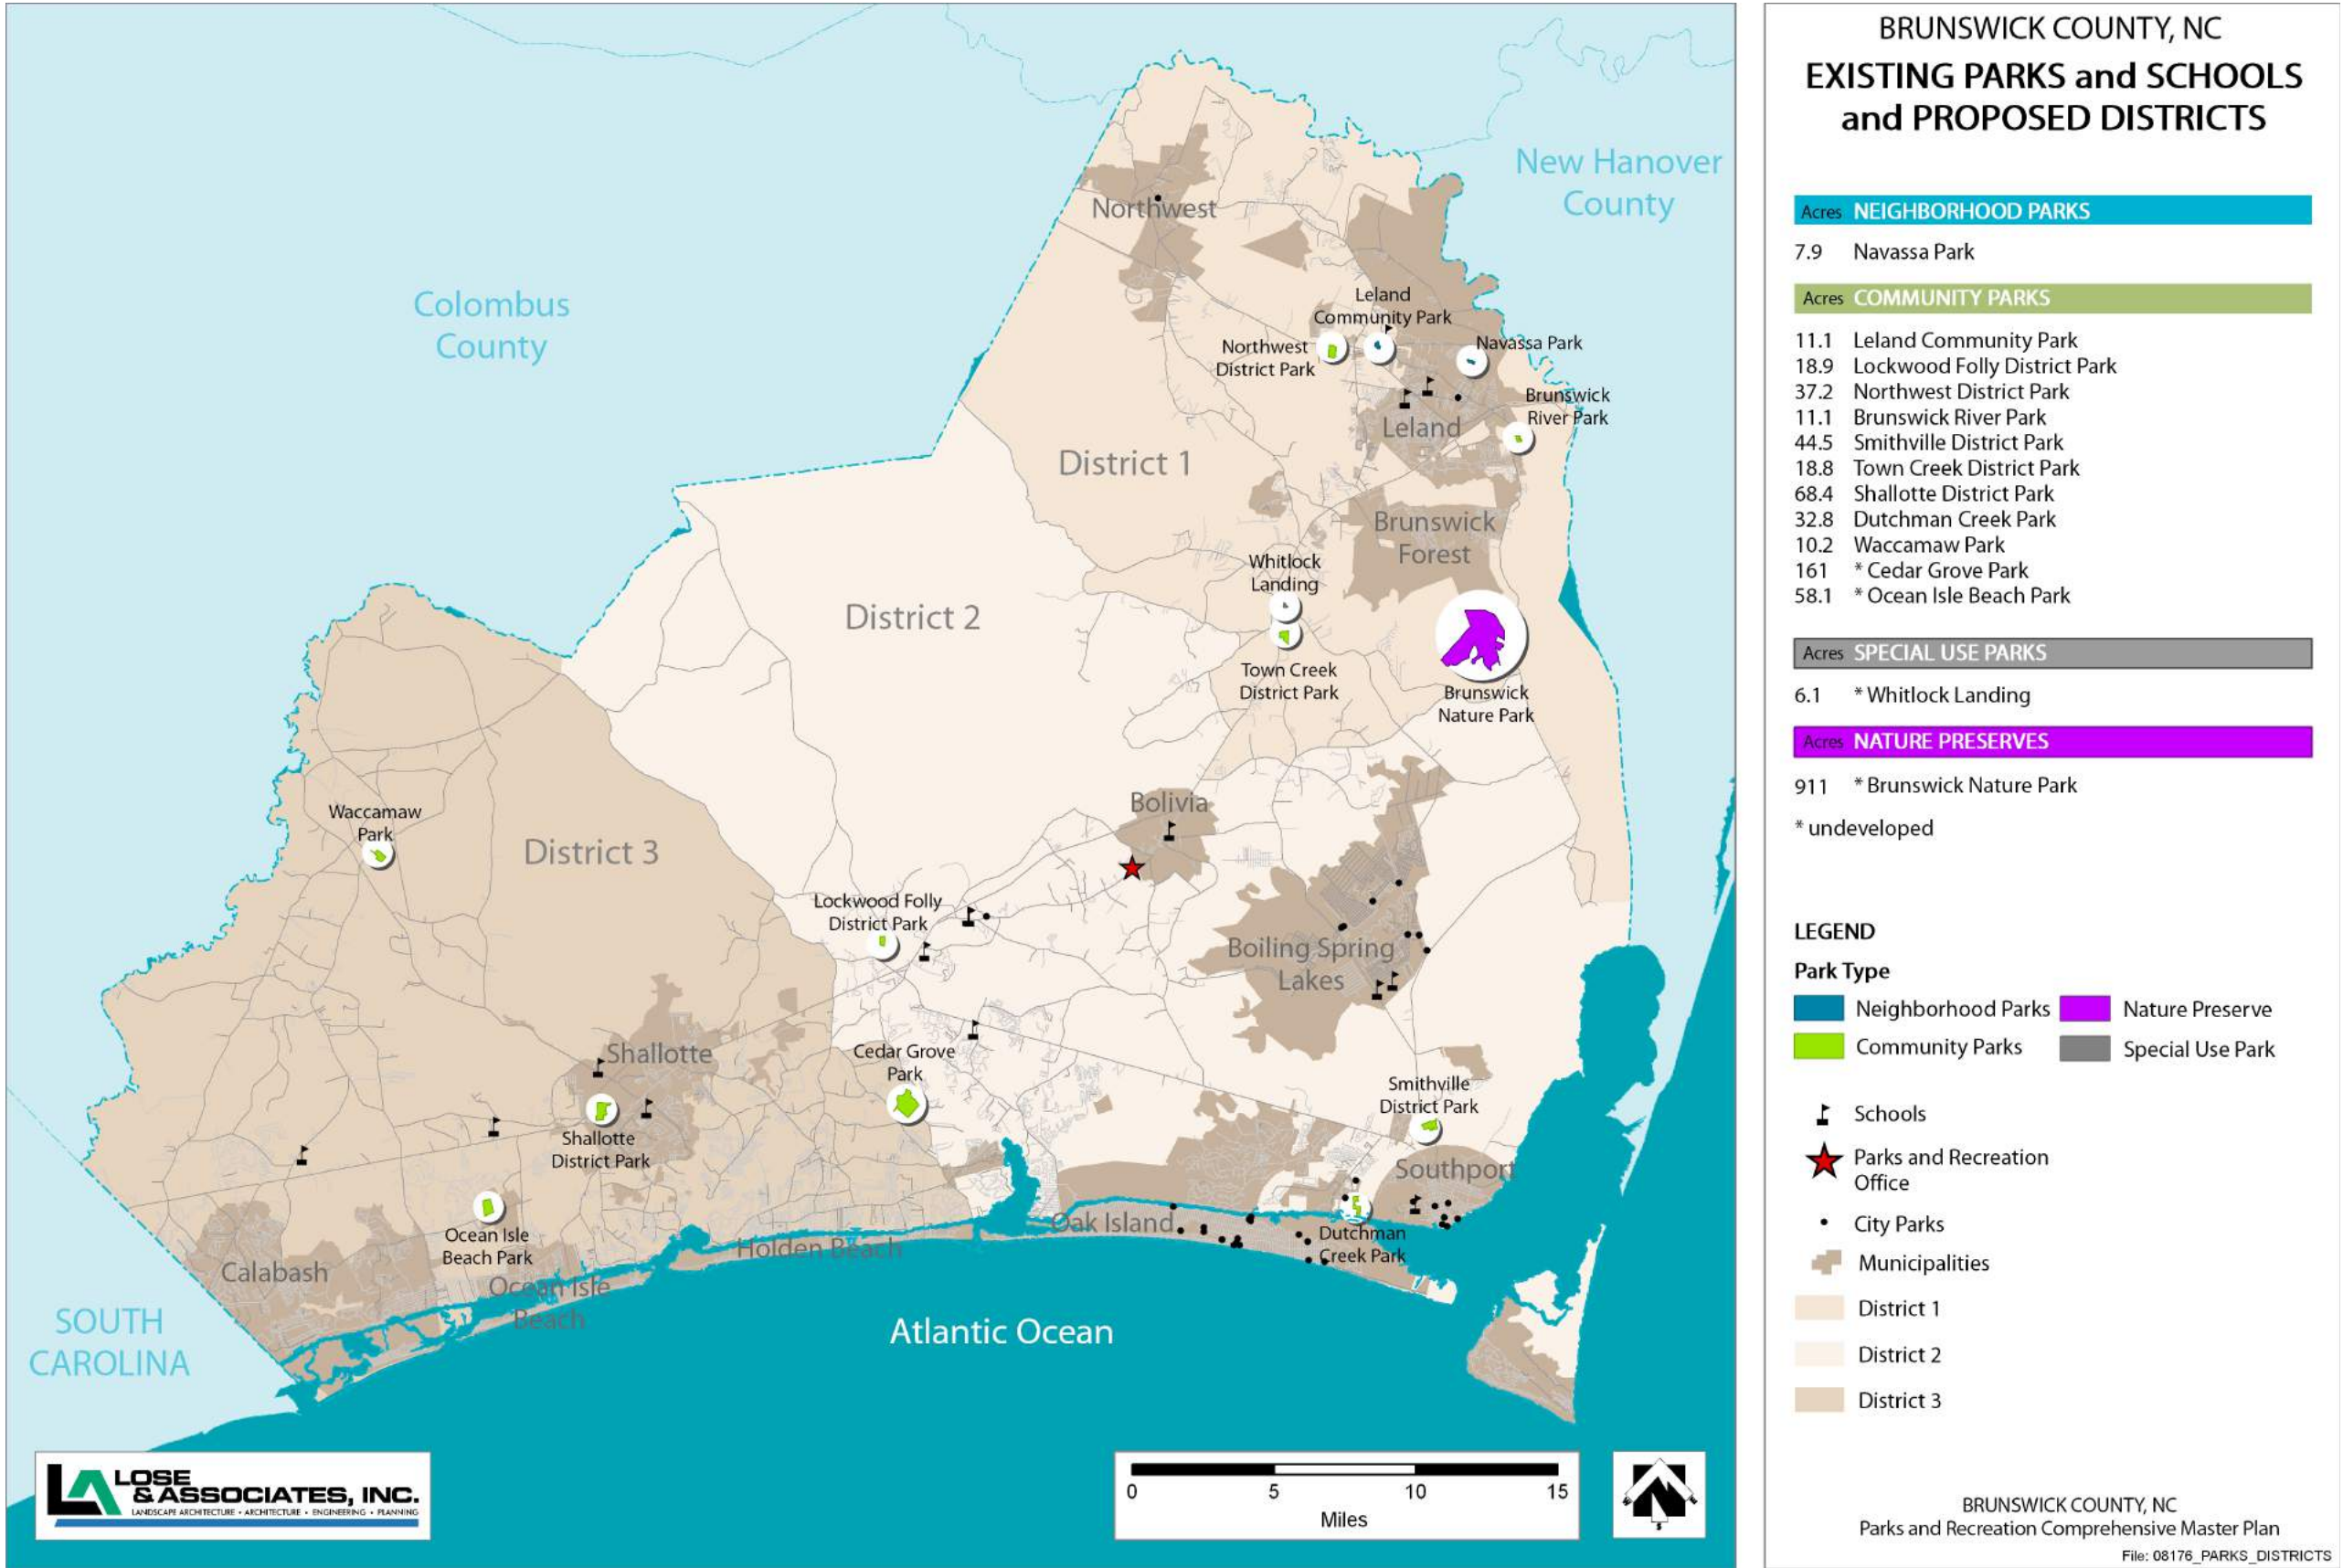 New Hanover
County
Colombus
County
Northwest
Leland
Community Park
Northwest
District Park
Navassa Park
Brunswick
River Park
Leland
District 1
Brunswick
Forest
Whitlock
Landing
District 2
Town Creek
District Park
Brunswick
Nature Park
Bolivia
Waccamaw
Park
District 3
Lockwood Folly
District Park
Boiling Spring
Lakes
Shallotte
Cedar Grove
Park
Smithville
District Park
Shallotte
District Park
Southport
Oak Island
Dutchman
Creek Park
Ocean Isle
Beach Park
Holden Beach
Calabash
Ocean Isle
Beach
SOUTH
CAROLINA
Atlantic Ocean
LA LOSE
& ASSOCIATES, INC.
LANDSCAPE ARCHITECTURE • ARCHITECTURE • ENGINEERING • PLANNING
0 5 10 15
Miles
BRUNSWICK COUNTY, NC
EXISTING PARKS and SCHOOLS
and PROPOSED DISTRICTS
Acres NEIGHBORHOOD PARKS
7.9 Navassa Park
Acres COMMUNITY PARKS
11.1 Leland Community Park
18.9 Lockwood Folly District Park
37.2 Northwest District Park
11.1 Brunswick River Park
44.5 Smithville District Park
18.8 Town Creek District Park
68.4 Shallotte District Park
32.8 Dutchman Creek Park
10.2 Waccamaw Park
161 * Cedar Grove Park
58.1 * Ocean Isle Beach Park
Acres SPECIAL USE PARKS
6.1 * Whitlock Landing
Acres NATURE PRESERVES
911 * Brunswick Nature Park
* undeveloped
LEGEND
Park Type
Neighborhood Parks Nature Preserve
Community Parks Special Use Park
Schools
Parks and Recreation
Office
City Parks
Municipalities
District 1
District 2
District 3
BRUNSWICK COUNTY, NC
Parks and Recreation Comprehensive Master Plan
File: 08176_PARKS_DISTRICTS